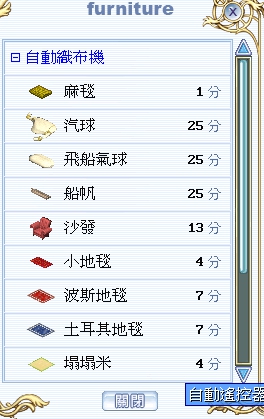 furniture
自動織布機
麻毯 1 分
汽球 25 分
飛船氣球 25 分
船帆 25 分
沙發 13 分
小地毯 4 分
波斯地毯 7 分
土耳其地毯 7 分
塌塌米 4 分
自動遙控器
關閉